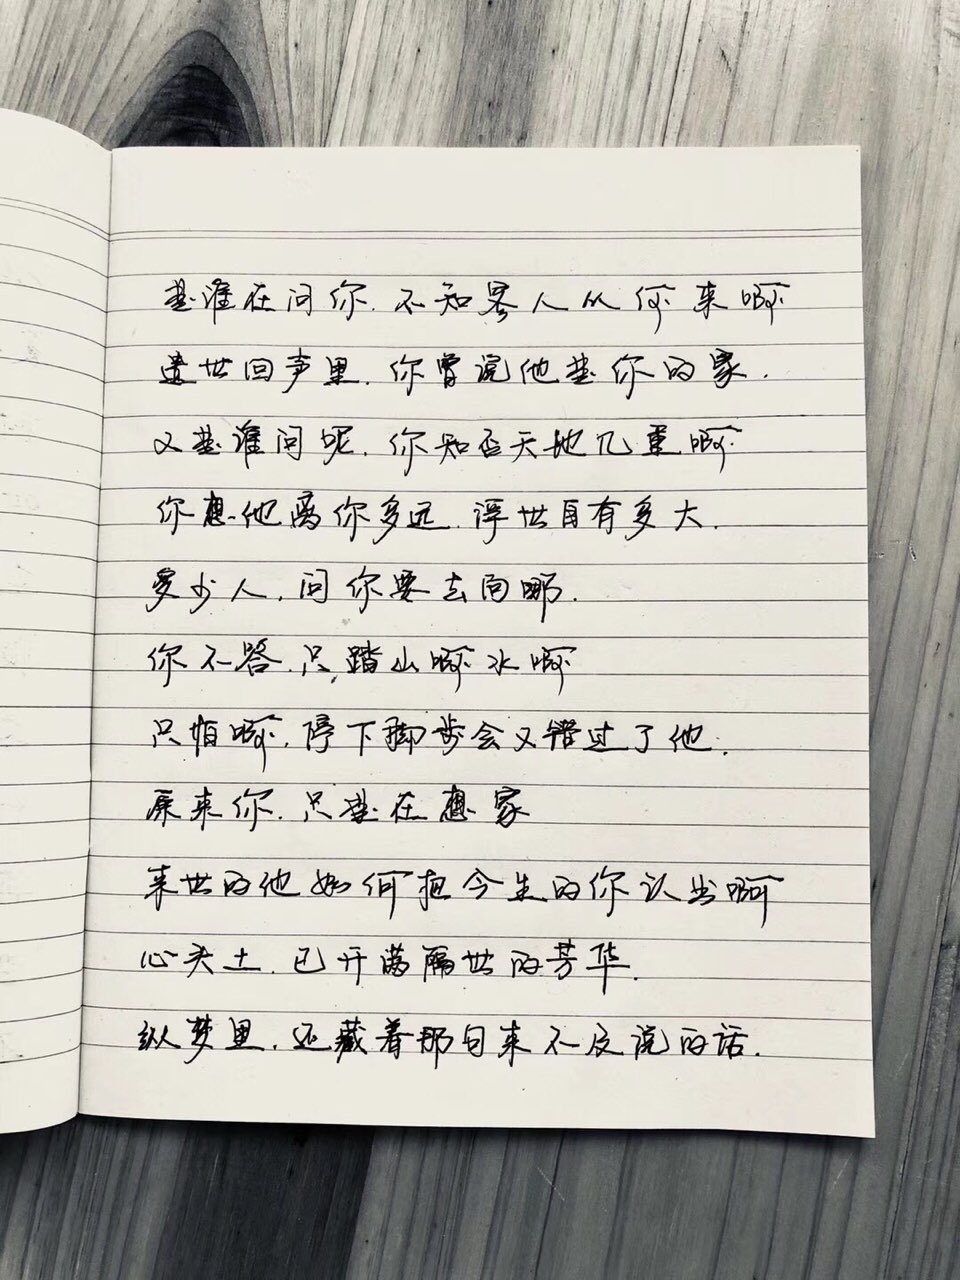 是谁在问你.不知客人从何来啊
遗世回声里.你曾说他是你的家.
又是谁问呢.你知否天地几重啊
你想他离你多远.浮世自有多大.
多少人.问你要去向哪.
你不答.只踏山啊水啊
只怕啊.停下脚步会又错过了他.
原来你.只是在想家
来世的他如何把今生的你认出啊
心头土.已开满隔世的芳华.
纵梦里.还藏着那句来不及说的话.